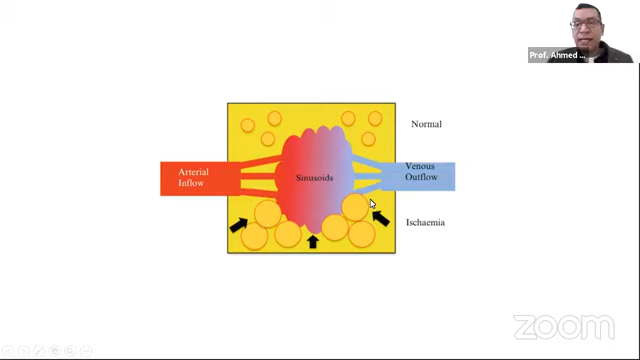 Prof. Ahmed ...
Normal
Arterial
Inflow
Sinusoids
Venous
Outflow
Ischaemia
zoom